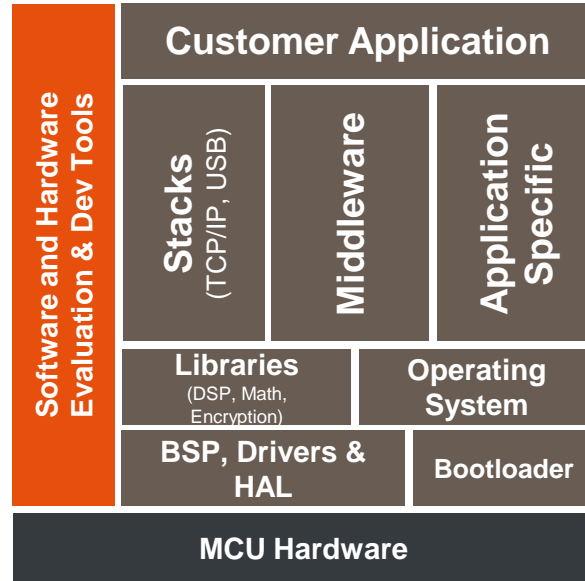 Software and Hardware
Evaluation & Dev Tools
Customer Application
Stacks
(TCP/IP, USB)
Middleware
Application
Specific
Libraries
(DSP, Math,
Encryption)
Operating
System
BSP, Drivers &
HAL
Bootloader
MCU Hardware